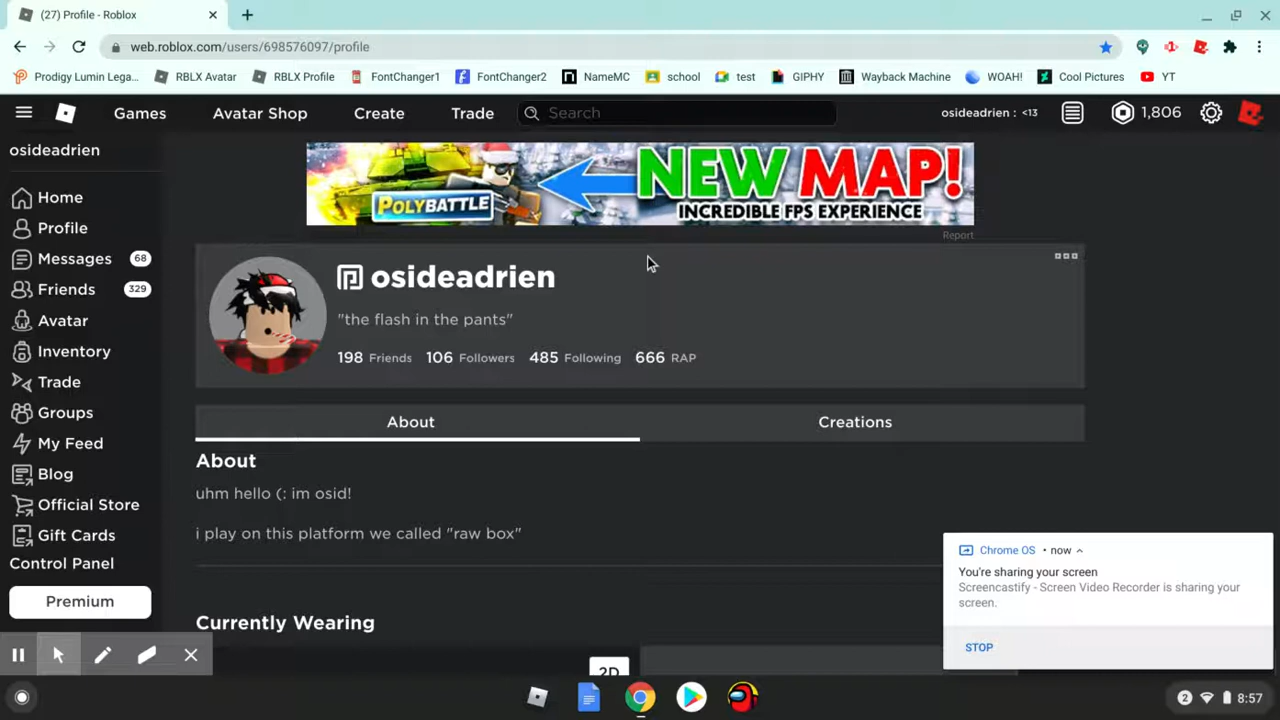 (27) Profile - Roblox
web.roblox.com/users/698576097/profile
Prodigy Lumin Lega... RBLX Avatar RBLX Profile FontChanger1 FontChanger2 NameMC school test GIPHY Wayback Machine WOAH! Cool Pictures YT
Games Avatar Shop Create Trade Search osideadrien : <13 1,806
osideadrien
Home
Profile
Messages 68
Friends 329
Avatar
Inventory
Trade
Groups
My Feed
Blog
Official Store
Gift Cards
Control Panel
Premium
POLYBATTLE
NEW MAP!
INCREDIBLE FPS EXPERIENCE
Report
osideadrien
"the flash in the pants"
198 Friends 106 Followers 485 Following 666 RAP
About Creations
About
uhm hello (: im osid!
i play on this platform we called "raw box"
Currently Wearing
2D
Chrome OS • now
You're sharing your screen
Screencastify - Screen Video Recorder is sharing your
screen.
STOP
2 8:57